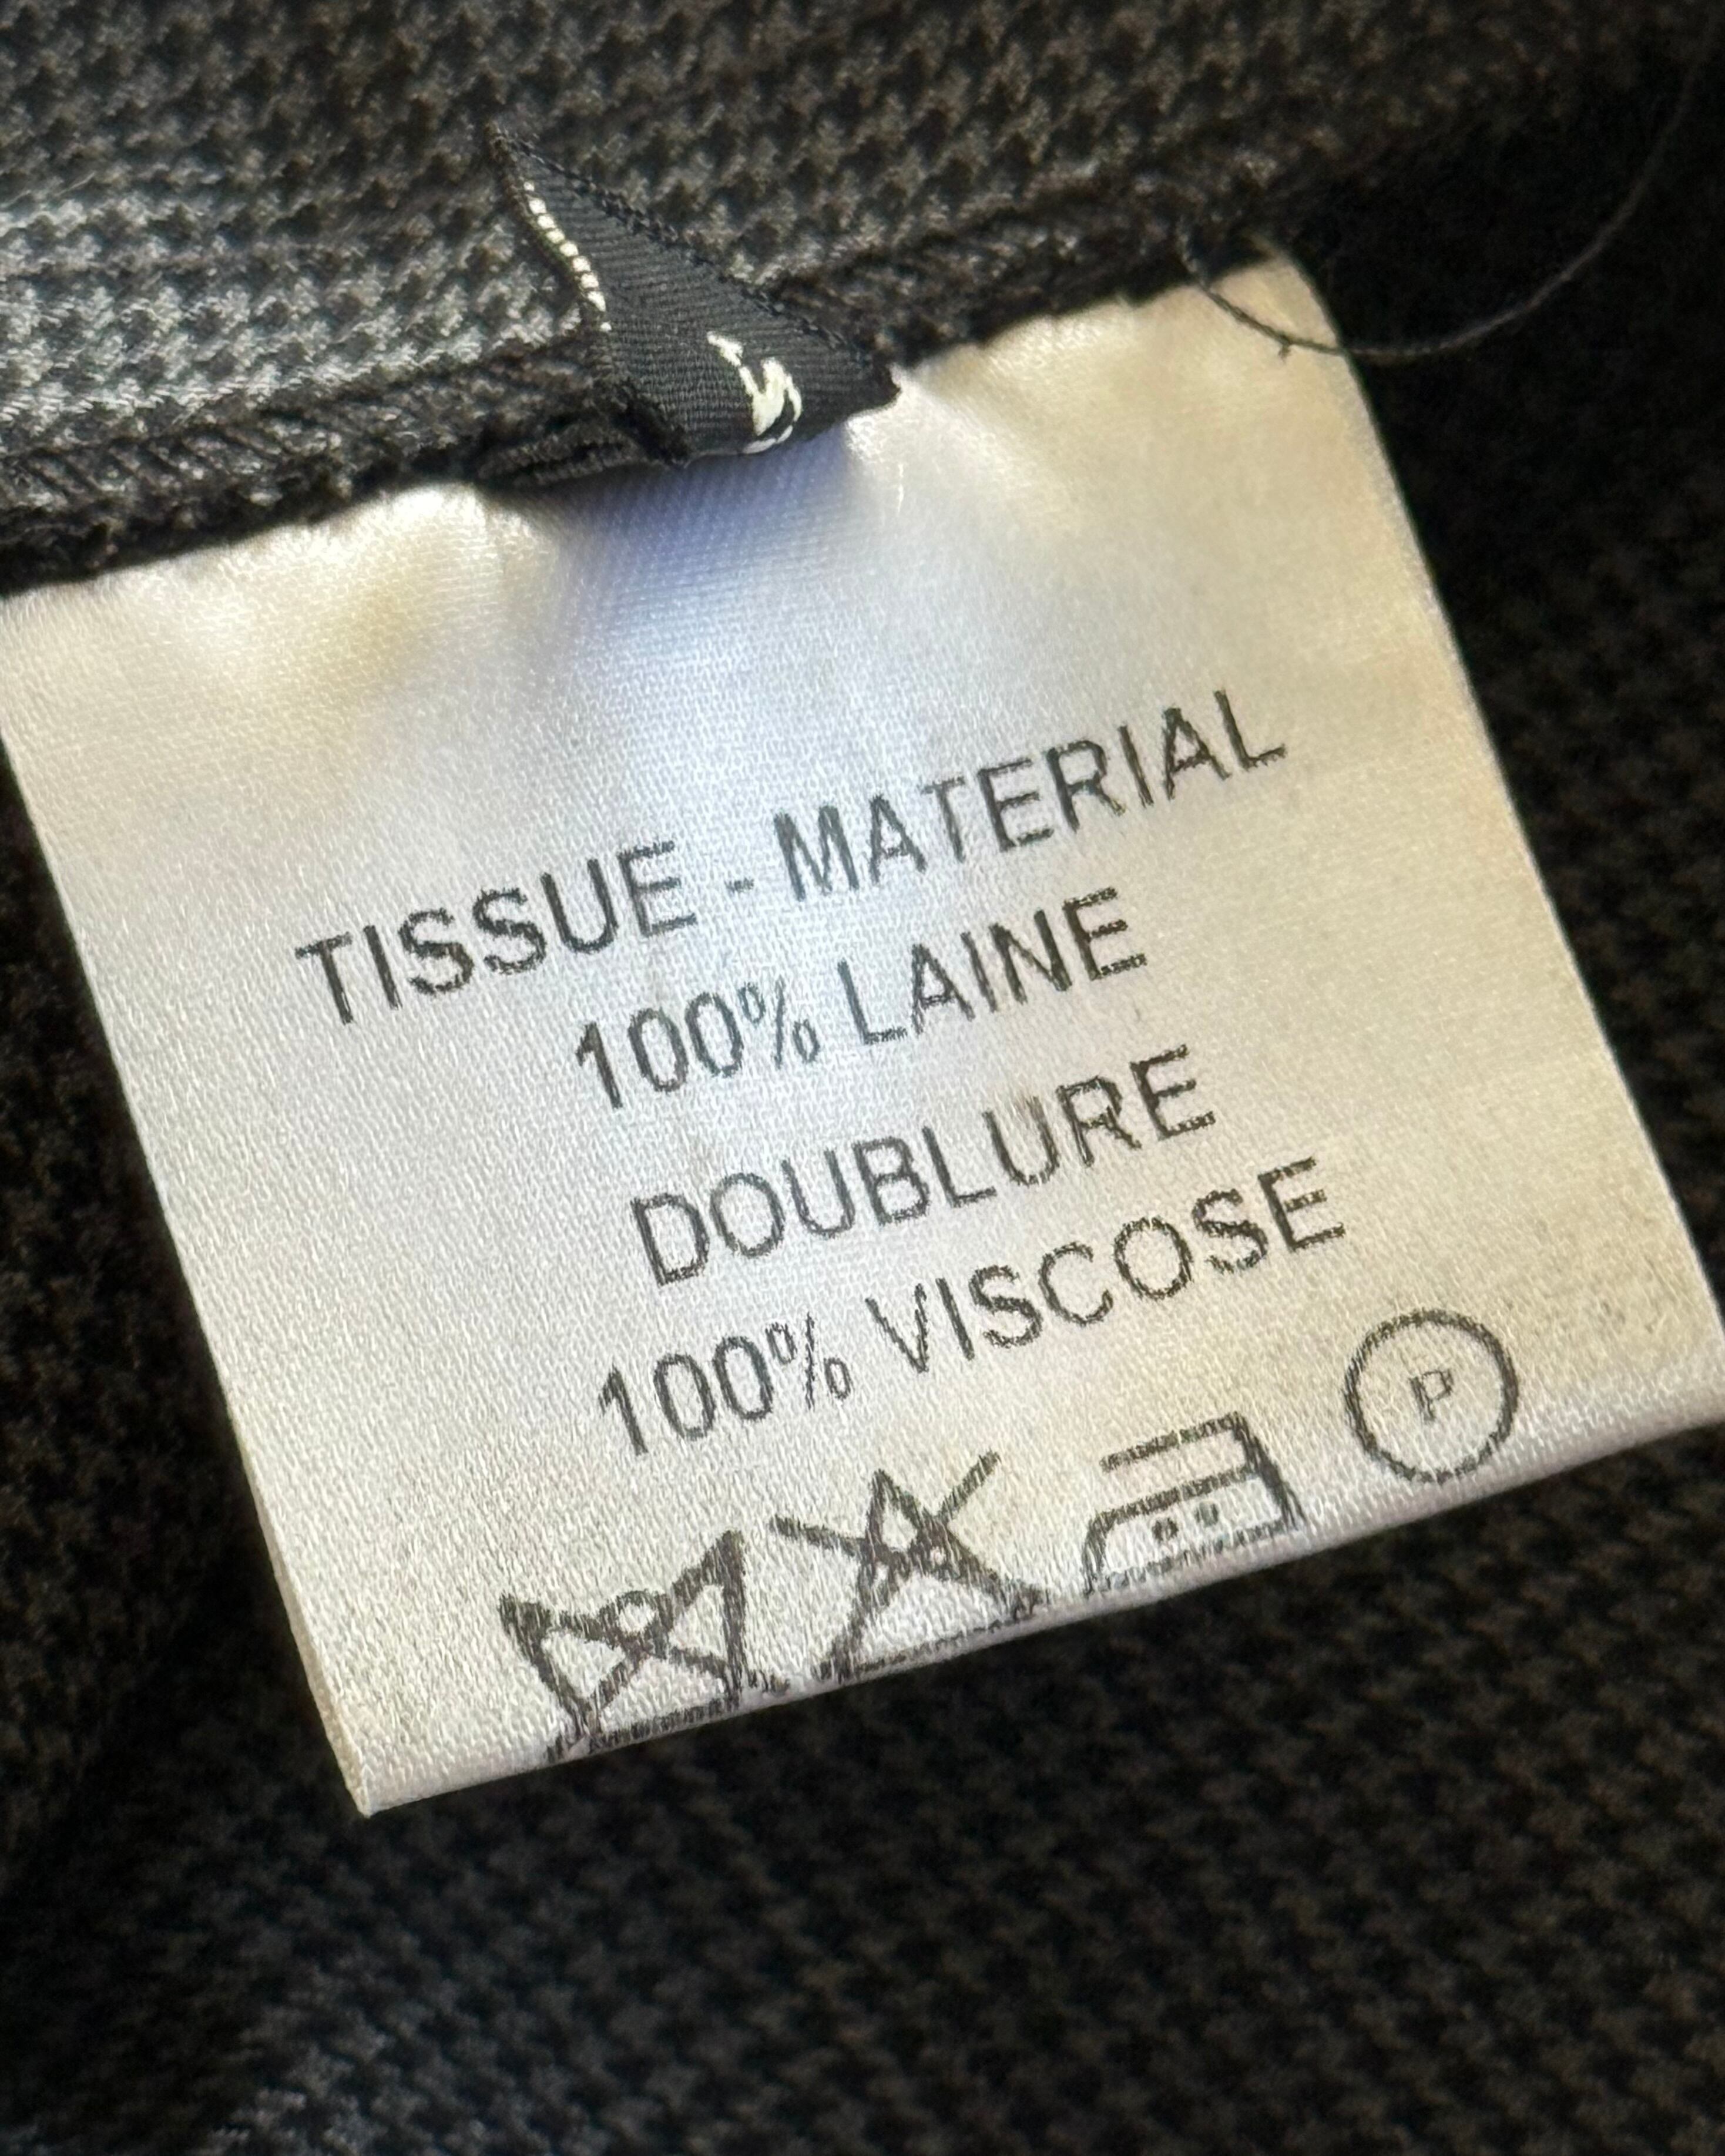 TISSUE - MATERIAL
100% LAINE
DOUBLURE
100% VISCOSE
P